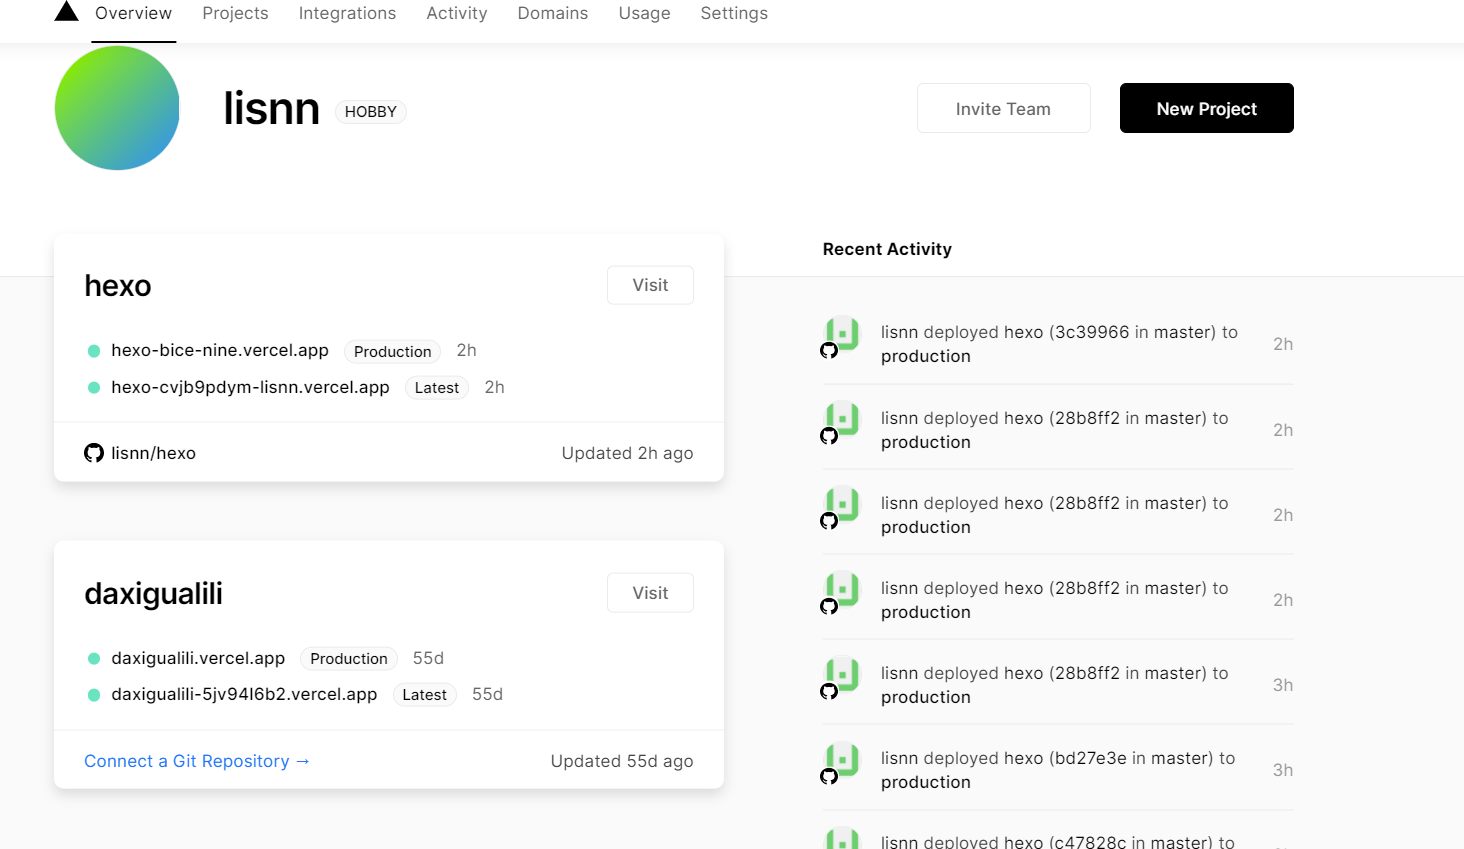 Overview Projects Integrations Activity Domains Usage Settings
lisnn HOBBY
Invite Team
New Project
hexo
Visit
hexo-bice-nine.vercel.app Production 2h
hexo-cvjb9pdym-lisnn.vercel.app Latest 2h
lisnn/hexo
Updated 2h ago
daxigualili
Visit
daxigualili.vercel.app Production 55d
daxigualili-5jv94l6b2.vercel.app Latest 55d
Connect a Git Repository →
Updated 55d ago
Recent Activity
lisnn deployed hexo (3c39966 in master) to
production
2h
lisnn deployed hexo (28b8ff2 in master) to
production
2h
lisnn deployed hexo (28b8ff2 in master) to
production
2h
lisnn deployed hexo (28b8ff2 in master) to
production
2h
lisnn deployed hexo (28b8ff2 in master) to
production
3h
lisnn deployed hexo (bd27e3e in master) to
production
3h
lisnn deployed hexo (c47828c in master) to